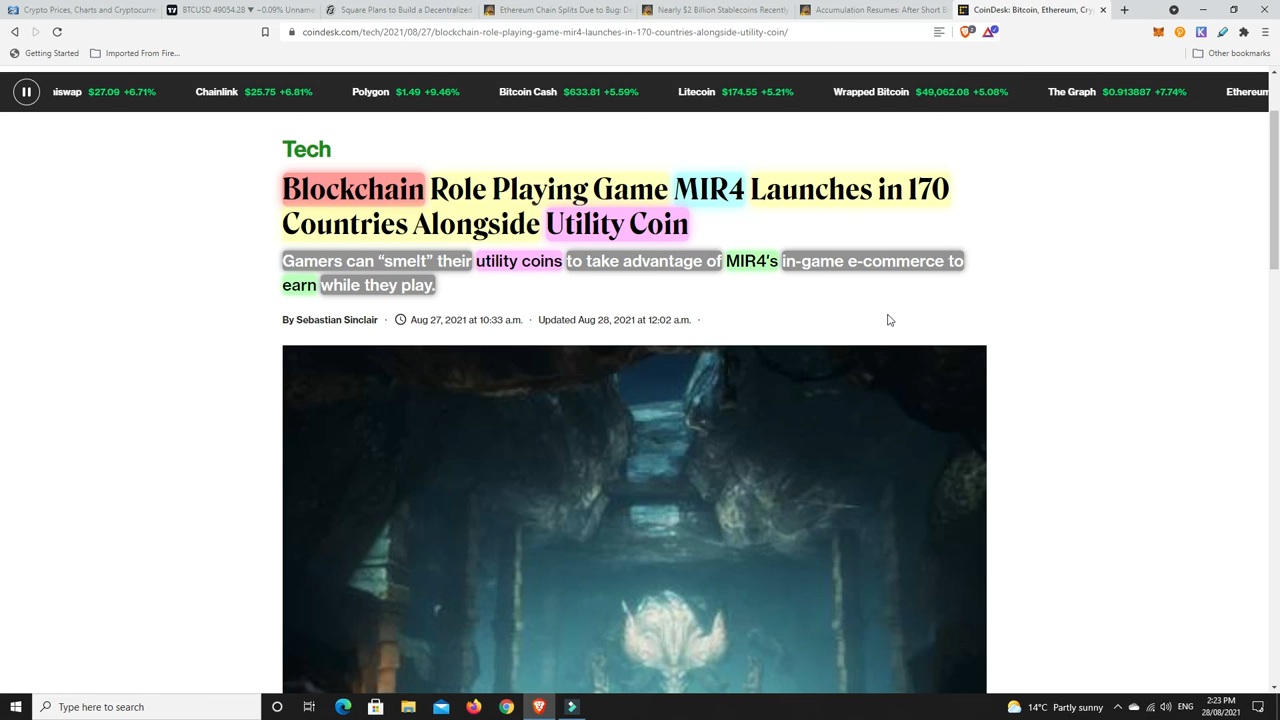 Crypto Prices, Charts and Cryptocurre
BTCUSD 49054.28 ▼ −0.09% Unname
Square Plans to Build a Decentralized
Ethereum Chain Splits Due to Bug: De
Nearly $2 Billion Stablecoins Recently
Accumulation Resumes: After Short B
CoinDesk: Bitcoin, Ethereum, Cry
coindesk.com/tech/2021/08/27/blockchain-role-playing-game-mir4-launches-in-170-countries-alongside-utility-coin/
Getting Started
Imported From Fire...
Other bookmarks
iswap $27.09 +6.71%
Chainlink $25.75 +6.81%
Polygon $1.49 +9.46%
Bitcoin Cash $633.81 +5.59%
Litecoin $174.55 +5.21%
Wrapped Bitcoin $49,062.08 +5.08%
The Graph $0.913887 +7.74%
Ethereum
Tech
Blockchain Role Playing Game MIR4 Launches in 170
Countries Alongside Utility Coin
Gamers can “smelt” their utility coins to take advantage of MIR4’s in-game e-commerce to
earn while they play.
By Sebastian Sinclair · Aug 27, 2021 at 10:33 a.m. · Updated Aug 28, 2021 at 12:02 a.m. ·
Type here to search
14°C Partly sunny
ENG
2:23 PM
28/08/2021